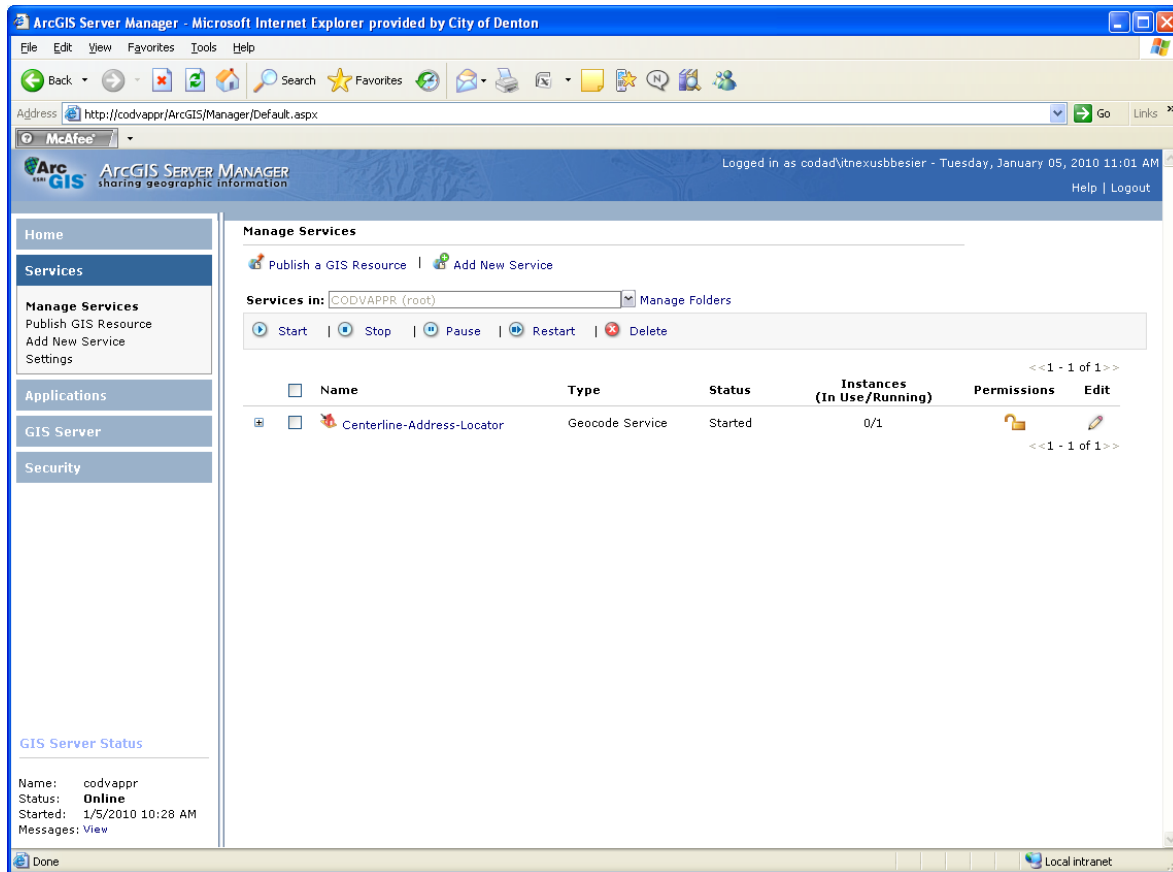 ArcGIS Server Manager - Microsoft Internet Explorer provided by City of Denton
File Edit View Favorites Tools Help
Back Search Favorites
Address http://codvappr/ArcGIS/Manager/Default.aspx Go Links »
McAfee
Arc GIS ESRI ArcGIS Server Manager
sharing geographic information
Logged in as codad\itnexusbbesier - Tuesday, January 05, 2010 11:01 AM
Help | Logout
Home
Services
Manage Services
Publish GIS Resource
Add New Service
Settings
Applications
GIS Server
Security
GIS Server Status
Name: codvappr
Status: Online
Started: 1/5/2010 10:28 AM
Messages: View
Manage Services
Publish a GIS Resource | Add New Service
Services in: CODVAPPR (root) Manage Folders
Start | Stop | Pause | Restart | Delete
<<1 - 1 of 1>>
Name Type Status Instances (In Use/Running) Permissions Edit
Centerline-Address-Locator Geocode Service Started 0/1
<<1 - 1 of 1>>
Done Local intranet